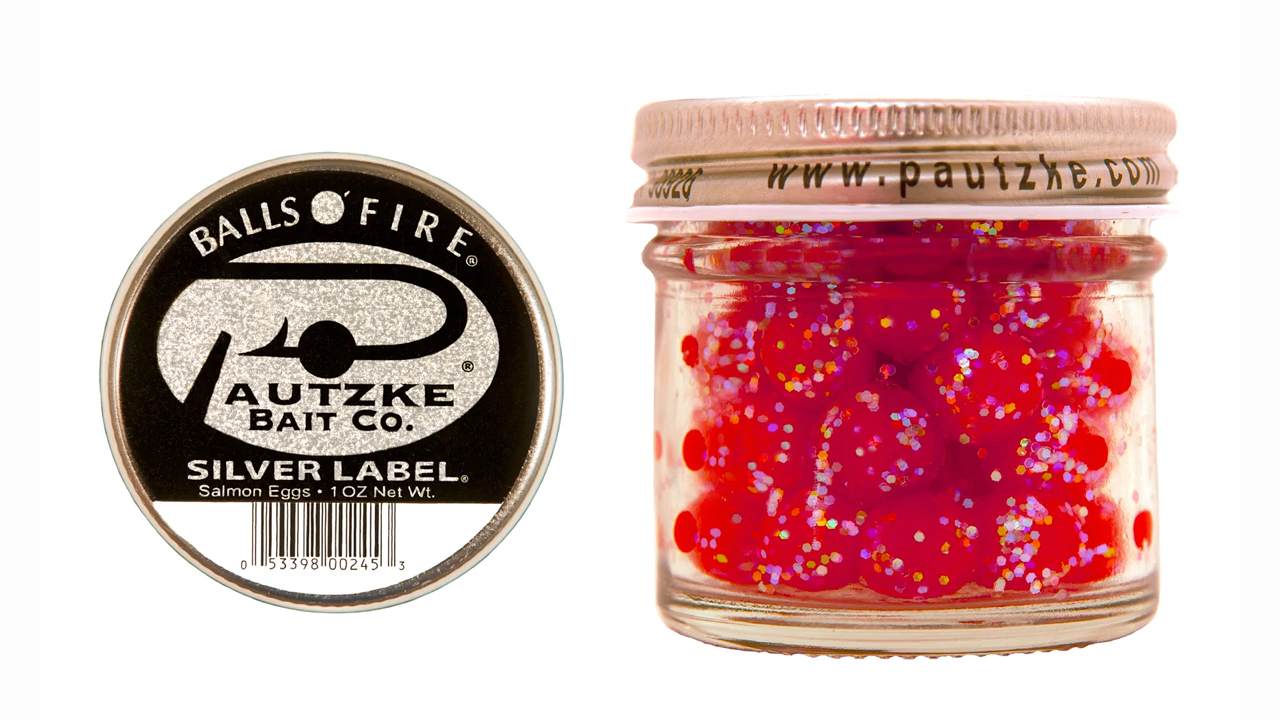 BALLS O'FIRE®
PAUTZKE®
BAIT CO.
SILVER LABEL®
Salmon Eggs • 1 OZ Net Wt.
0 53398 00245 3
www.pautzke.com